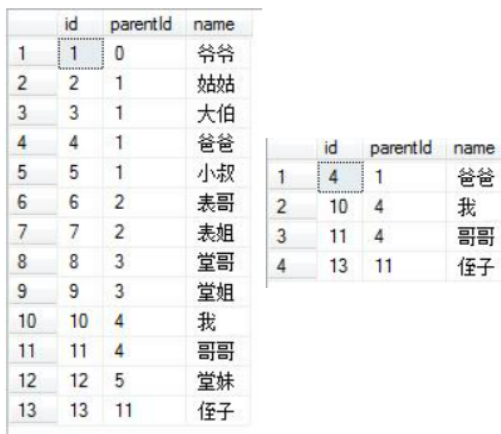 id parentId name
1 1 0 爷爷
2 2 1 姑姑
3 3 1 大伯
4 4 1 爸爸
5 5 1 小叔
6 6 2 表哥
7 7 2 表姐
8 8 3 堂哥
9 9 3 堂姐
10 10 4 我
11 11 4 哥哥
12 12 5 堂妹
13 13 11 侄子
id parentId name
1 4 1 爸爸
2 10 4 我
3 11 4 哥哥
4 13 11 侄子